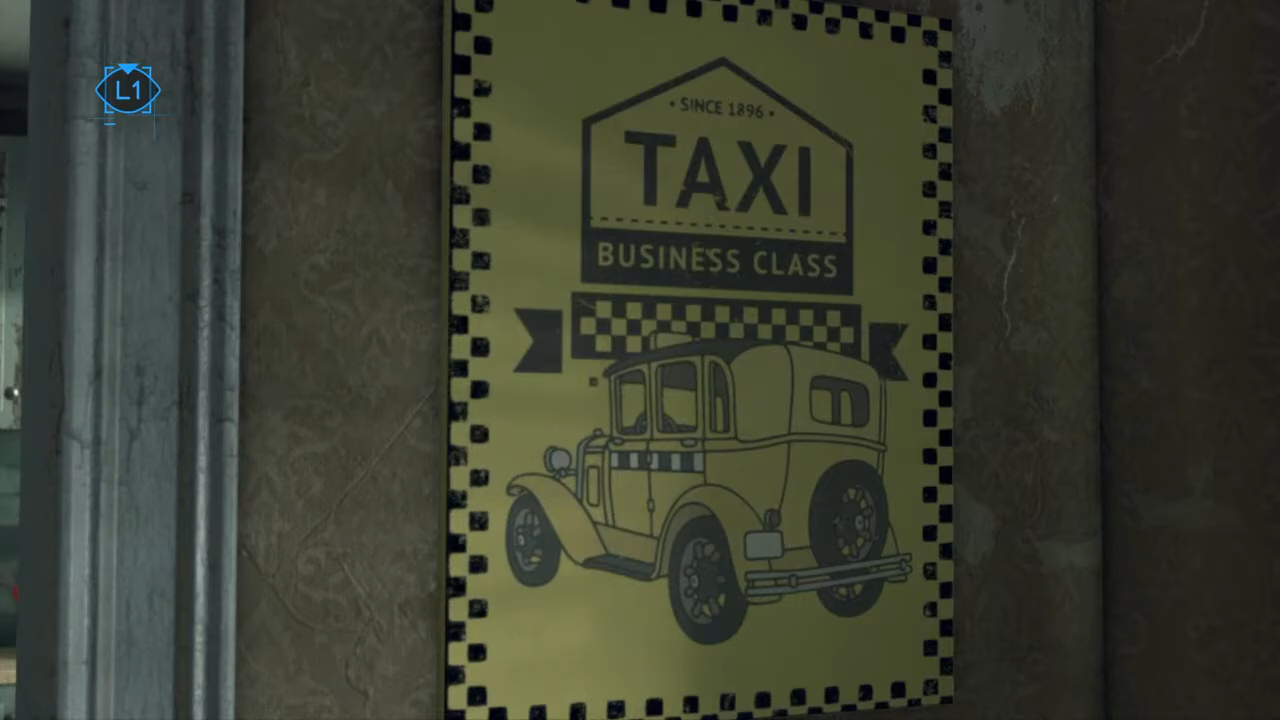 L1
• SINCE 1896 •
TAXI
BUSINESS CLASS